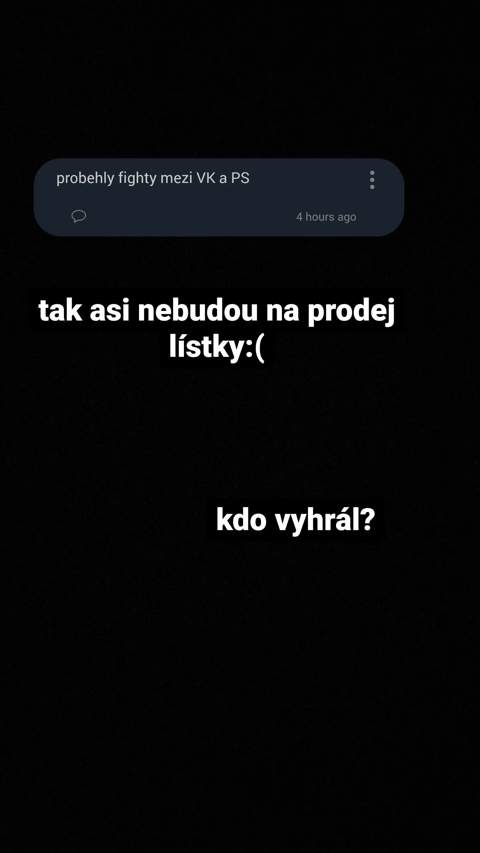 probehly fighty mezi VK a PS
4 hours ago
tak asi nebudou na prodej
lístky:(
kdo vyhrál?